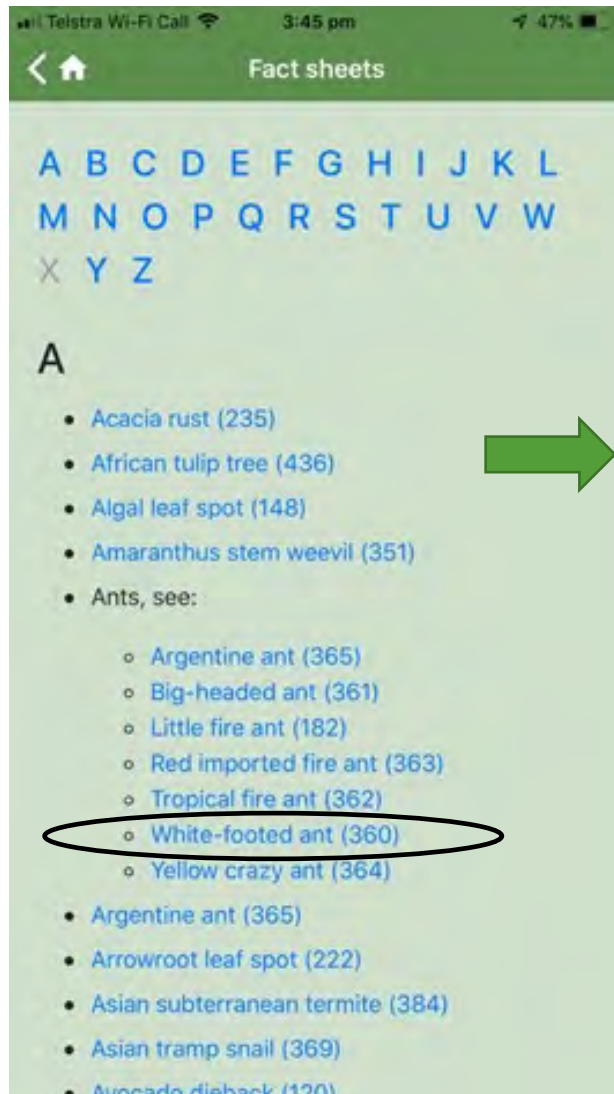 Telstra Wi-Fi Call 3:45 pm 47%
Fact sheets
A B C D E F G H I J K L
M N O P Q R S T U V W
X Y Z
A
• Acacia rust (235)
• African tulip tree (436)
• Algal leaf spot (148)
• Amaranthus stem weevil (351)
• Ants, see:
◦ Argentine ant (365)
◦ Big-headed ant (361)
◦ Little fire ant (182)
◦ Red imported fire ant (363)
◦ Tropical fire ant (362)
◦ White-footed ant (360)
◦ Yellow crazy ant (364)
• Argentine ant (365)
• Arrowroot leaf spot (222)
• Asian subterranean termite (384)
• Asian tramp snail (369)
• Avocado dieback (120)